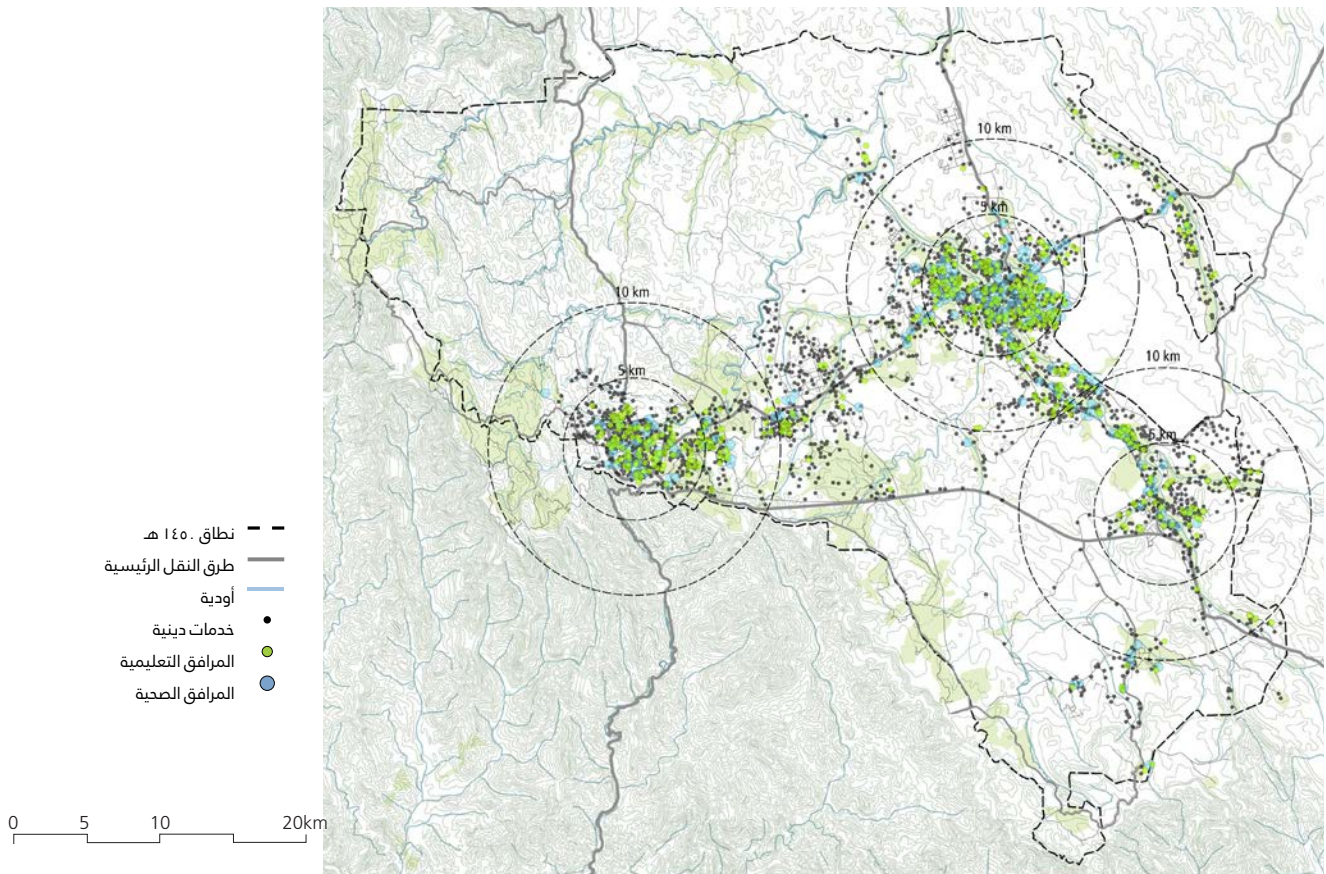 10 km
5 km
10 km
5 km
10 km
5 km
نطاق ١٤٥٠ هـ
طرق النقل الرئيسية
أودية
خدمات دينية
المرافق التعليمية
المرافق الصحية
0 5 10 20km